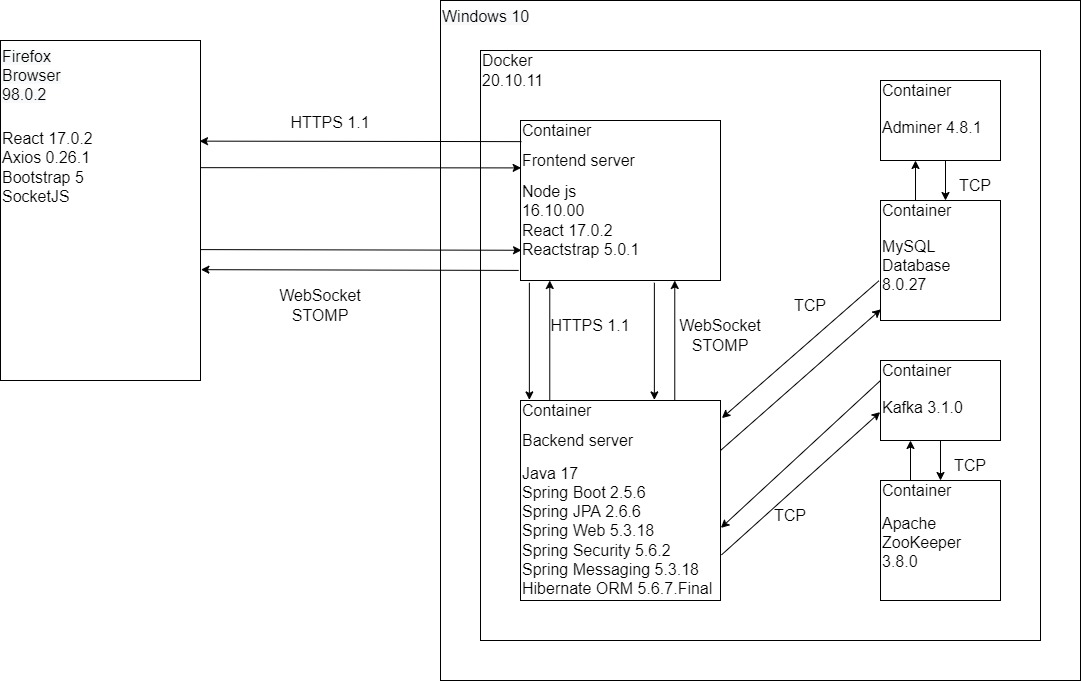 Windows 10
Firefox
Browser
98.0.2
React 17.0.2
Axios 0.26.1
Bootstrap 5
SocketJS
HTTPS 1.1
WebSocket
STOMP
Docker
20.10.11
Container
Frontend server
Node js
16.10.00
React 17.0.2
Reactstrap 5.0.1
HTTPS 1.1
WebSocket
STOMP
Container
Backend server
Java 17
Spring Boot 2.5.6
Spring JPA 2.6.6
Spring Web 5.3.18
Spring Security 5.6.2
Spring Messaging 5.3.18
Hibernate ORM 5.6.7.Final
Container
Adminer 4.8.1
TCP
Container
MySQL
Database
8.0.27
TCP
Container
Kafka 3.1.0
TCP
TCP
Container
Apache
ZooKeeper
3.8.0